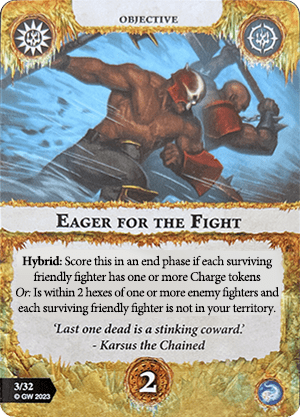 OBJECTIVE
EAGER FOR THE FIGHT
Hybrid: Score this in an end phase if each surviving
friendly fighter has one or more Charge tokens
Or: Is within 2 hexes of one or more enemy fighters and
each surviving friendly fighter is not in your territory.
'Last one dead is a stinking coward.'
- Karsus the Chained
3/32
© GW 2023
2